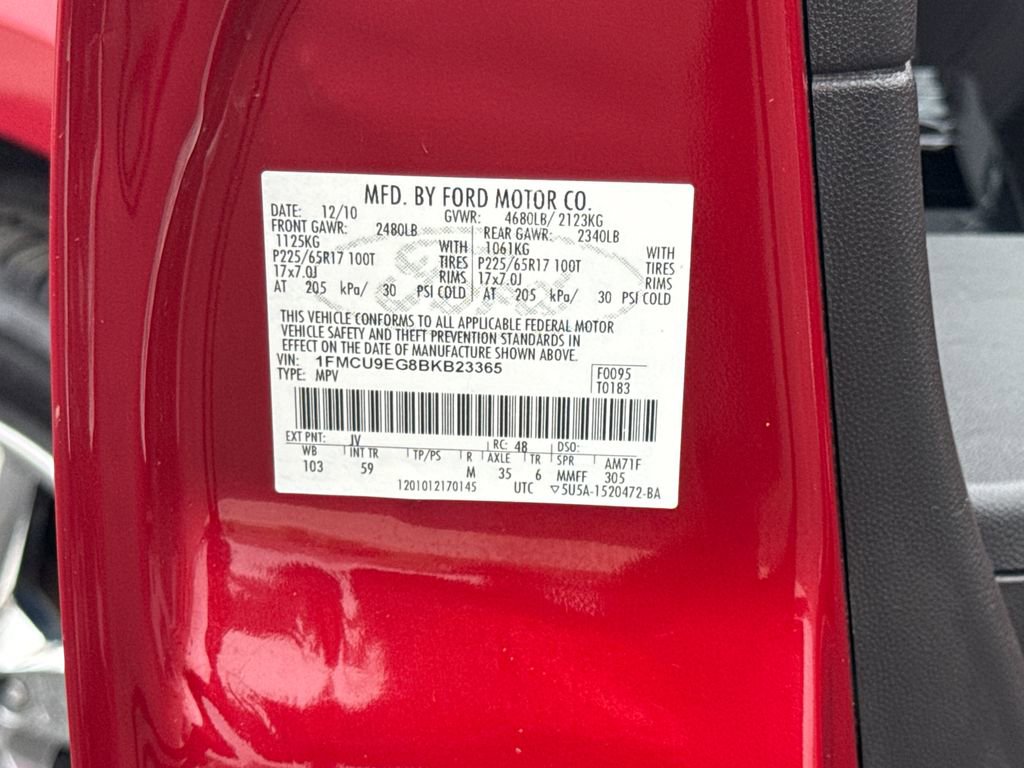 MFD. BY FORD MOTOR CO.
DATE: 12/10 GVWR: 4680LB/ 2123KG
FRONT GAWR: 2480LB REAR GAWR: 2340LB
1125KG WITH 1061KG WITH
P225/65R17 100T TIRES P225/65R17 100T TIRES
17x7.0J RIMS 17x7.0J RIMS
AT 205 kPa/ 30 PSI COLD AT 205 kPa/ 30 PSI COLD
THIS VEHICLE CONFORMS TO ALL APPLICABLE FEDERAL MOTOR
VEHICLE SAFETY AND THEFT PREVENTION STANDARDS IN
EFFECT ON THE DATE OF MANUFACTURE SHOWN ABOVE.
VIN: 1FMCU9EG8BKB23365 F0095
TYPE: MPV T0183
EXT PNT: JV RC: 48 DSO:
WB INT TR TP/PS R AXLE TR SPR AM71F
103 59 M 35 6 MMFF 305
1201012170145 UTC ▽5U5A-1520472-BA